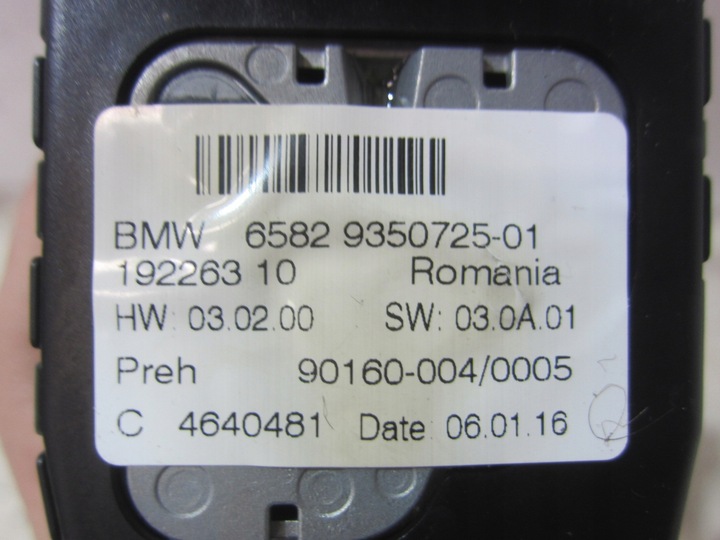 BMW 6582 9350725-01
192263 10 Romania
HW: 03.02.00 SW: 03.0A.01
Preh 90160-004/0005
C 4640481 Date: 06.01.16